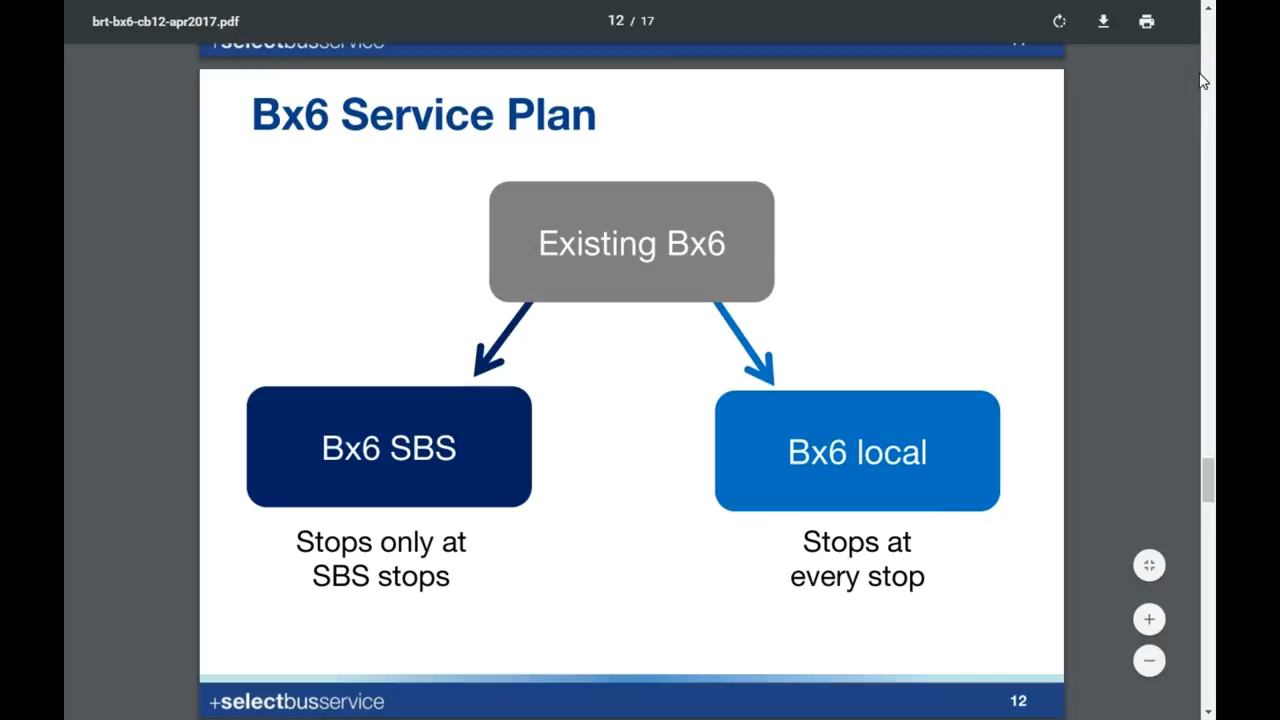 brt-bx6-cb12-apr2017.pdf
12 / 17
+selectbusservice
Bx6 Service Plan
Existing Bx6
Bx6 SBS
Bx6 local
Stops only at
SBS stops
Stops at
every stop
+selectbusservice
12